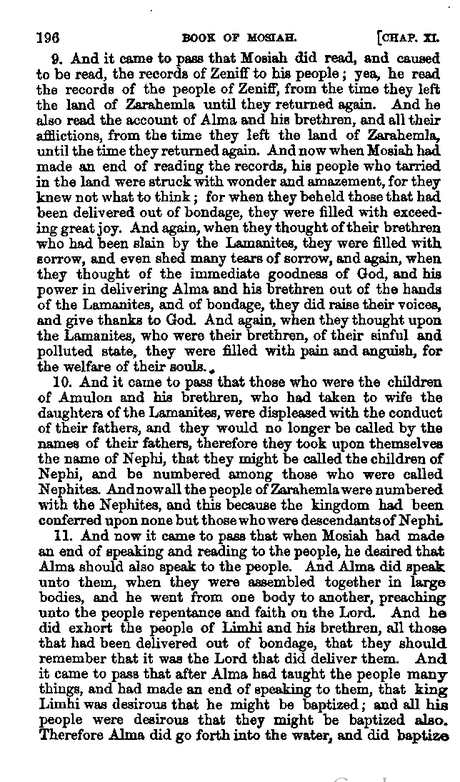 196 BOOK OF MOSIAH. [CHAP. XI.
9. And it came to pass that Mosiah did read, and caused
to be read, the records of Zeniff to his people; yea, he read
the records of the people of Zeniff, from the time they left
the land of Zarahemla until they returned again. And he
also read the account of Alma and his brethren, and all their
afflictions, from the time they left the land of Zarahemla,
until the time they returned again. And now when Mosiah had
made an end of reading the records, his people who tarried
in the land were struck with wonder and amazement, for they
knew not what to think; for when they beheld those that had
been delivered out of bondage, they were filled with exceed-
ing great joy. And again, when they thought of their brethren
who had been slain by the Lamanites, they were filled with
sorrow, and even shed many tears of sorrow, and again, when
they thought of the immediate goodness of God, and his
power in delivering Alma and his brethren out of the hands
of the Lamanites, and of bondage, they did raise their voices,
and give thanks to God. And again, when they thought upon
the Lamanites, who were their brethren, of their sinful and
polluted state, they were filled with pain and anguish, for
the welfare of their souls.
10. And it came to pass that those who were the children
of Amulon and his brethren, who had taken to wife the
daughters of the Lamanites, were displeased with the conduct
of their fathers, and they would no longer be called by the
names of their fathers, therefore they took upon themselves
the name of Nephi, that they might be called the children of
Nephi, and be numbered among those who were called
Nephites. And now all the people of Zarahemla were numbered
with the Nephites, and this because the kingdom had been
conferred upon none but those who were descendants of Nephi.
11. And now it came to pass that when Mosiah had made
an end of speaking and reading to the people, he desired that
Alma should also speak to the people. And Alma did speak
unto them, when they were assembled together in large
bodies, and he went from one body to another, preaching
unto the people repentance and faith on the Lord. And he
did exhort the people of Limhi and his brethren, all those
that had been delivered out of bondage, that they should
remember that it was the Lord that did deliver them. And
it came to pass that after Alma had taught the people many
things, and had made an end of speaking to them, that king
Limhi was desirous that he might be baptized; and all his
people were desirous that they might be baptized also.
Therefore Alma did go forth into the water, and did baptize